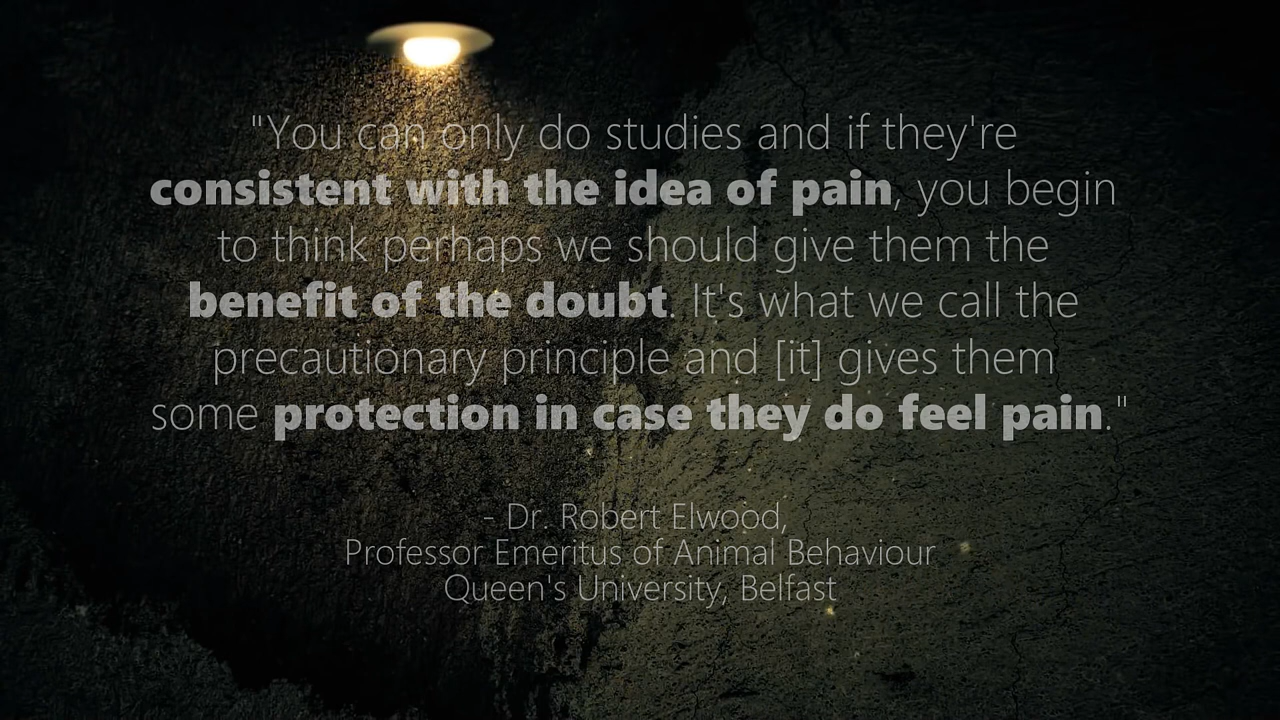 "You can only do studies and if they're
consistent with the idea of pain, you begin
to think perhaps we should give them the
benefit of the doubt. It's what we call the
precautionary principle and [it] gives them
some protection in case they do feel pain."
- Dr. Robert Elwood,
Professor Emeritus of Animal Behaviour
Queen's University, Belfast